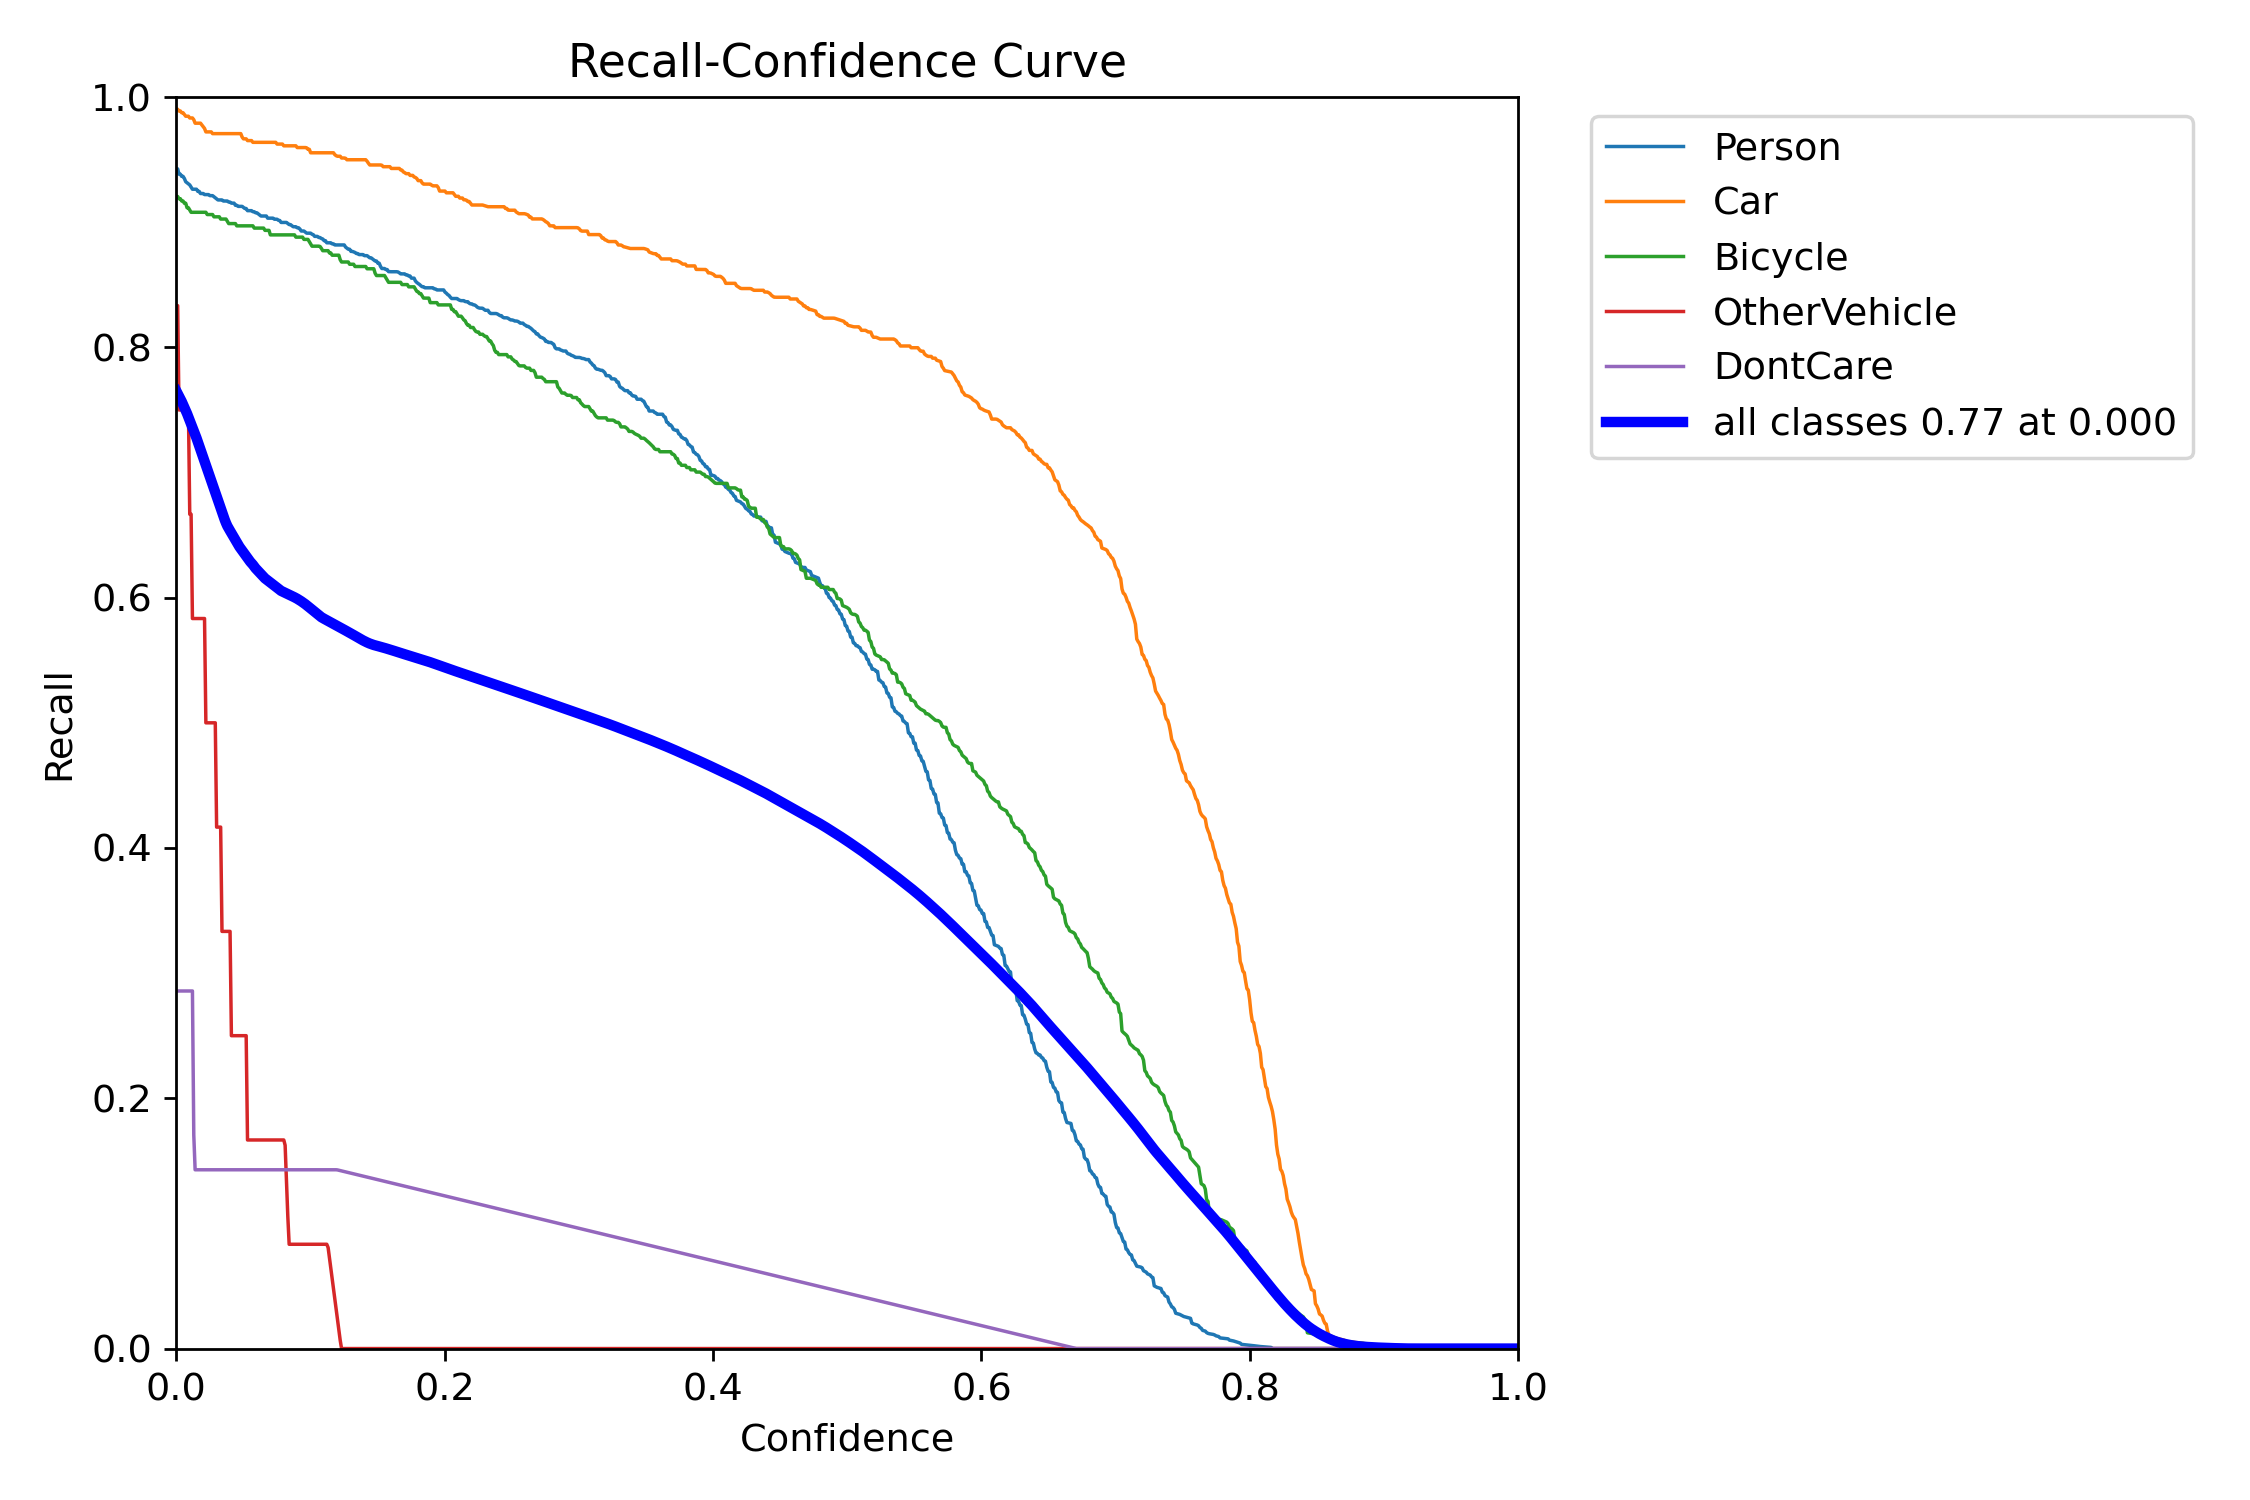 Recall-Confidence Curve
1.0
0.8
0.6
0.4
0.2
0.0
Recall
0.0 0.2 0.4 0.6 0.8 1.0
Confidence
Person
Car
Bicycle
OtherVehicle
DontCare
all classes 0.77 at 0.000